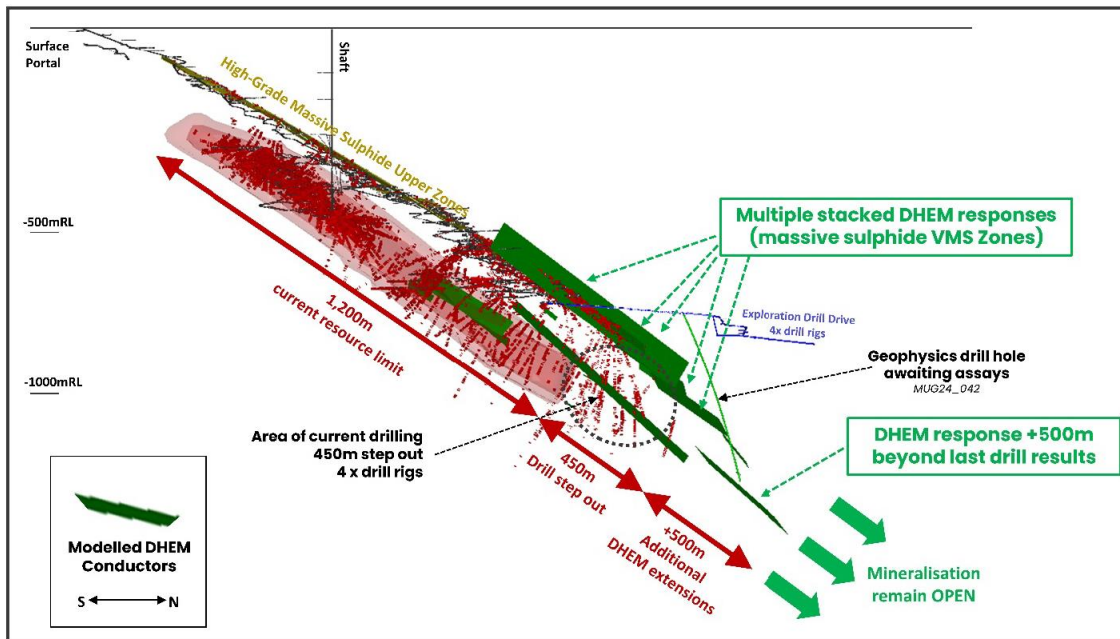 Surface
Portal
Shaft
High-Grade Massive Sulphide Upper Zones
-500mRL
Multiple stacked DHEM responses
(massive sulphide VMS Zones)
1,200m
current resource limit
Exploration Drill Drive
4x drill rigs
-1000mRL
Geophysics drill hole
awaiting assays
MUG24_042
Area of current drilling
450m step out
4 x drill rigs
DHEM response +500m
beyond last drill results
450m
Drill step out
+500m
Additional
DHEM extensions
Modelled DHEM
Conductors
S N
Mineralisation
remain OPEN